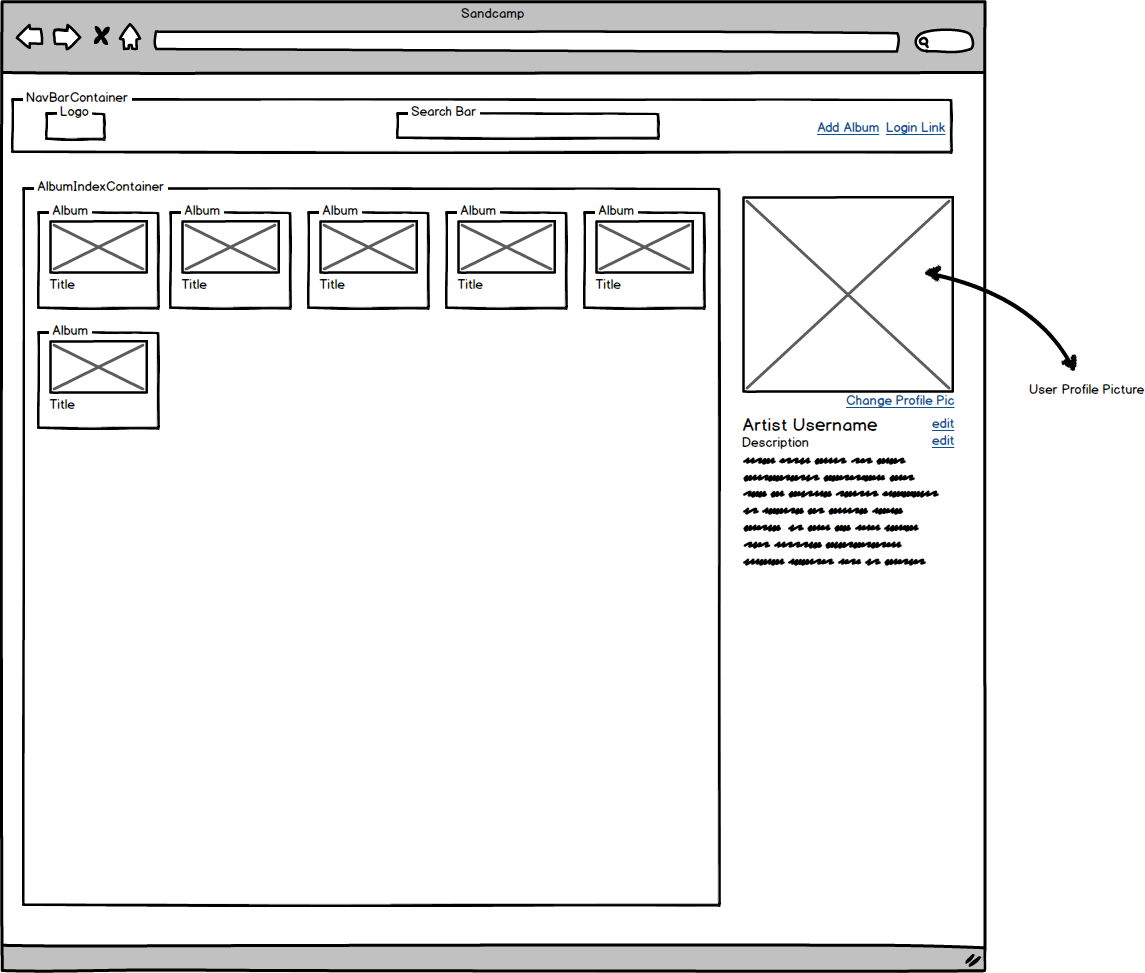 Sandcamp
NavBarContainer
Logo
Search Bar
Add Album Login Link
AlbumIndexContainer
Album Album Album Album Album
Title Title Title Title Title
Album
Title
User Profile Picture
Change Profile Pic
Artist Username edit
Description edit